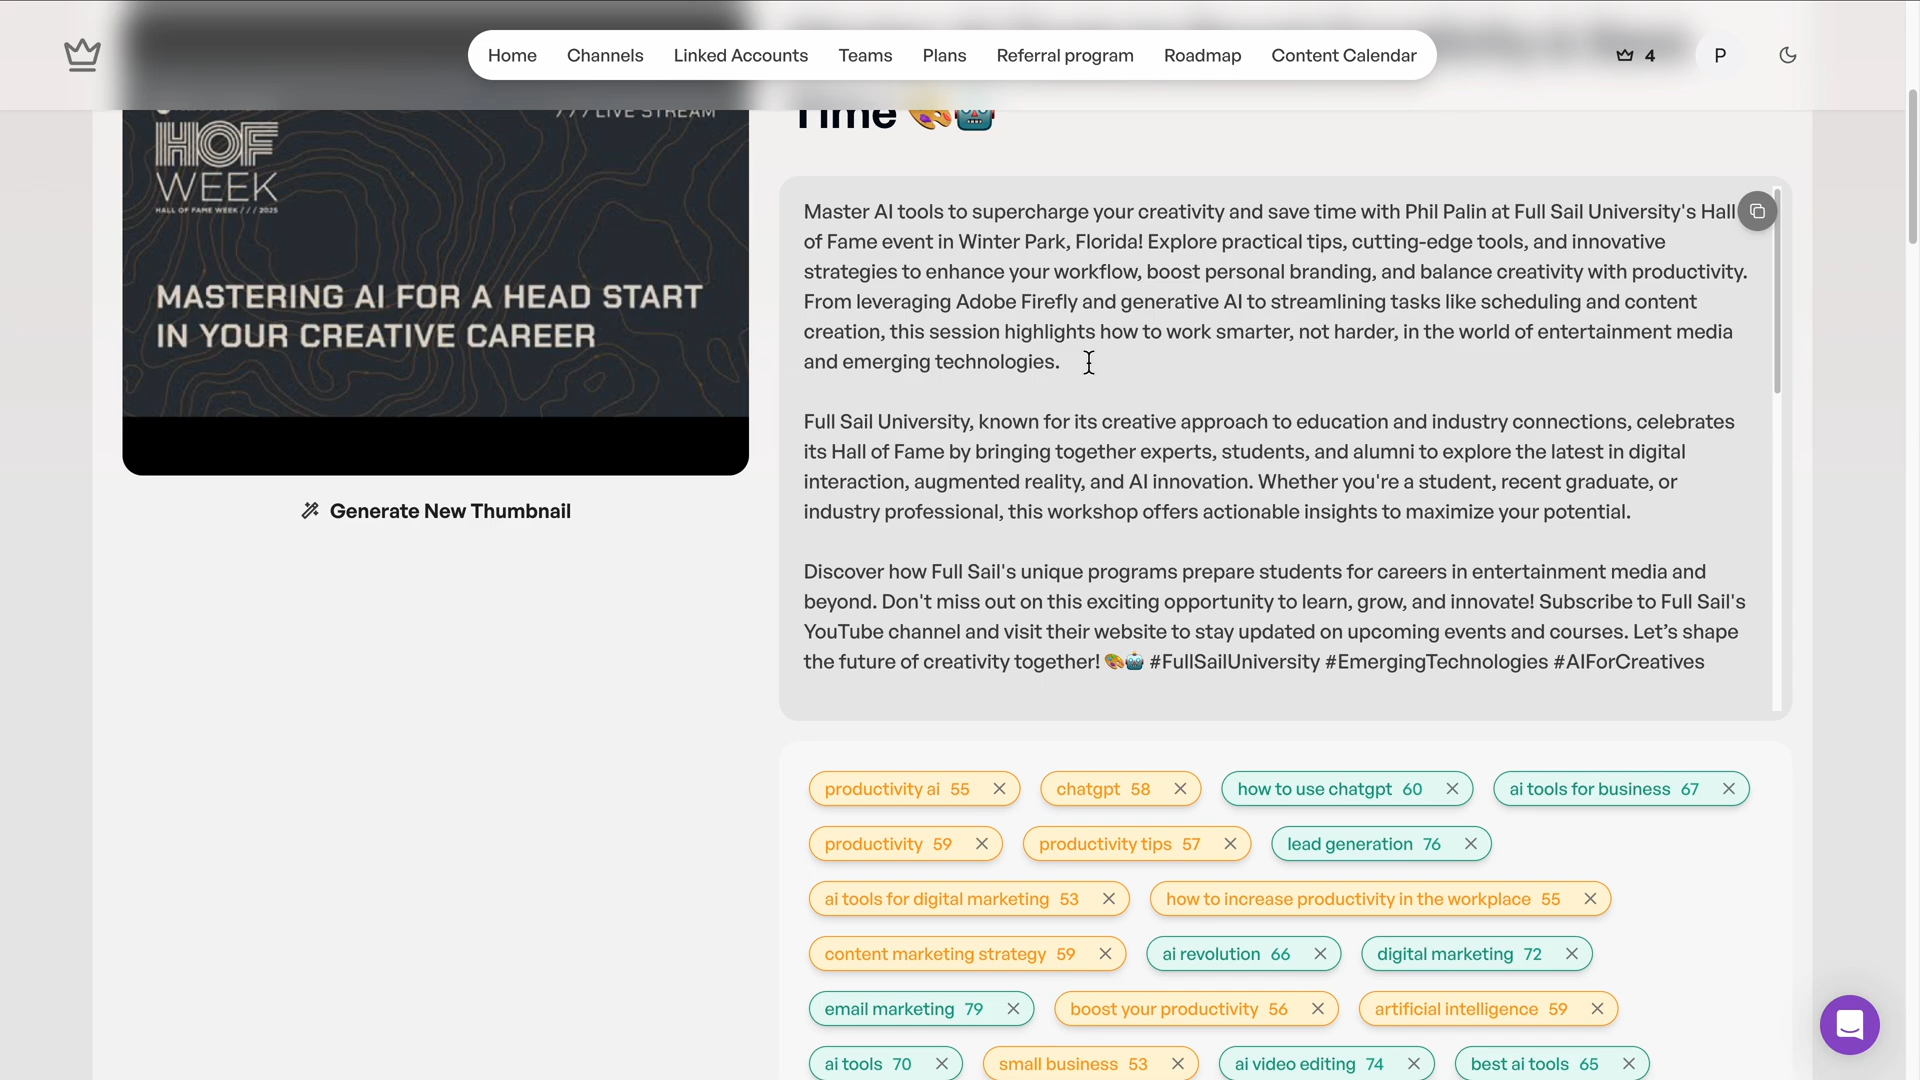 Home Channels Linked Accounts Teams Plans Referral program Roadmap Content Calendar 4 P
/ / / LIVE STREAM
HOF
WEEK
HALL OF FAME WEEK / / / 2025
MASTERING AI FOR A HEAD START
IN YOUR CREATIVE CAREER
Generate New Thumbnail
Time 🎨🤖
Master AI tools to supercharge your creativity and save time with Phil Palin at Full Sail University's Hall
of Fame event in Winter Park, Florida! Explore practical tips, cutting-edge tools, and innovative
strategies to enhance your workflow, boost personal branding, and balance creativity with productivity.
From leveraging Adobe Firefly and generative AI to streamlining tasks like scheduling and content
creation, this session highlights how to work smarter, not harder, in the world of entertainment media
and emerging technologies.
Full Sail University, known for its creative approach to education and industry connections, celebrates
its Hall of Fame by bringing together experts, students, and alumni to explore the latest in digital
interaction, augmented reality, and AI innovation. Whether you're a student, recent graduate, or
industry professional, this workshop offers actionable insights to maximize your potential.
Discover how Full Sail's unique programs prepare students for careers in entertainment media and
beyond. Don't miss out on this exciting opportunity to learn, grow, and innovate! Subscribe to Full Sail's
YouTube channel and visit their website to stay updated on upcoming events and courses. Let’s shape
the future of creativity together! 🎨🤖 #FullSailUniversity #EmergingTechnologies #AIForCreatives
productivity ai 55 chatgpt 58 how to use chatgpt 60 ai tools for business 67
productivity 59 productivity tips 57 lead generation 76
ai tools for digital marketing 53 how to increase productivity in the workplace 55
content marketing strategy 59 ai revolution 66 digital marketing 72
email marketing 79 boost your productivity 56 artificial intelligence 59
ai tools 70 small business 53 ai video editing 74 best ai tools 65